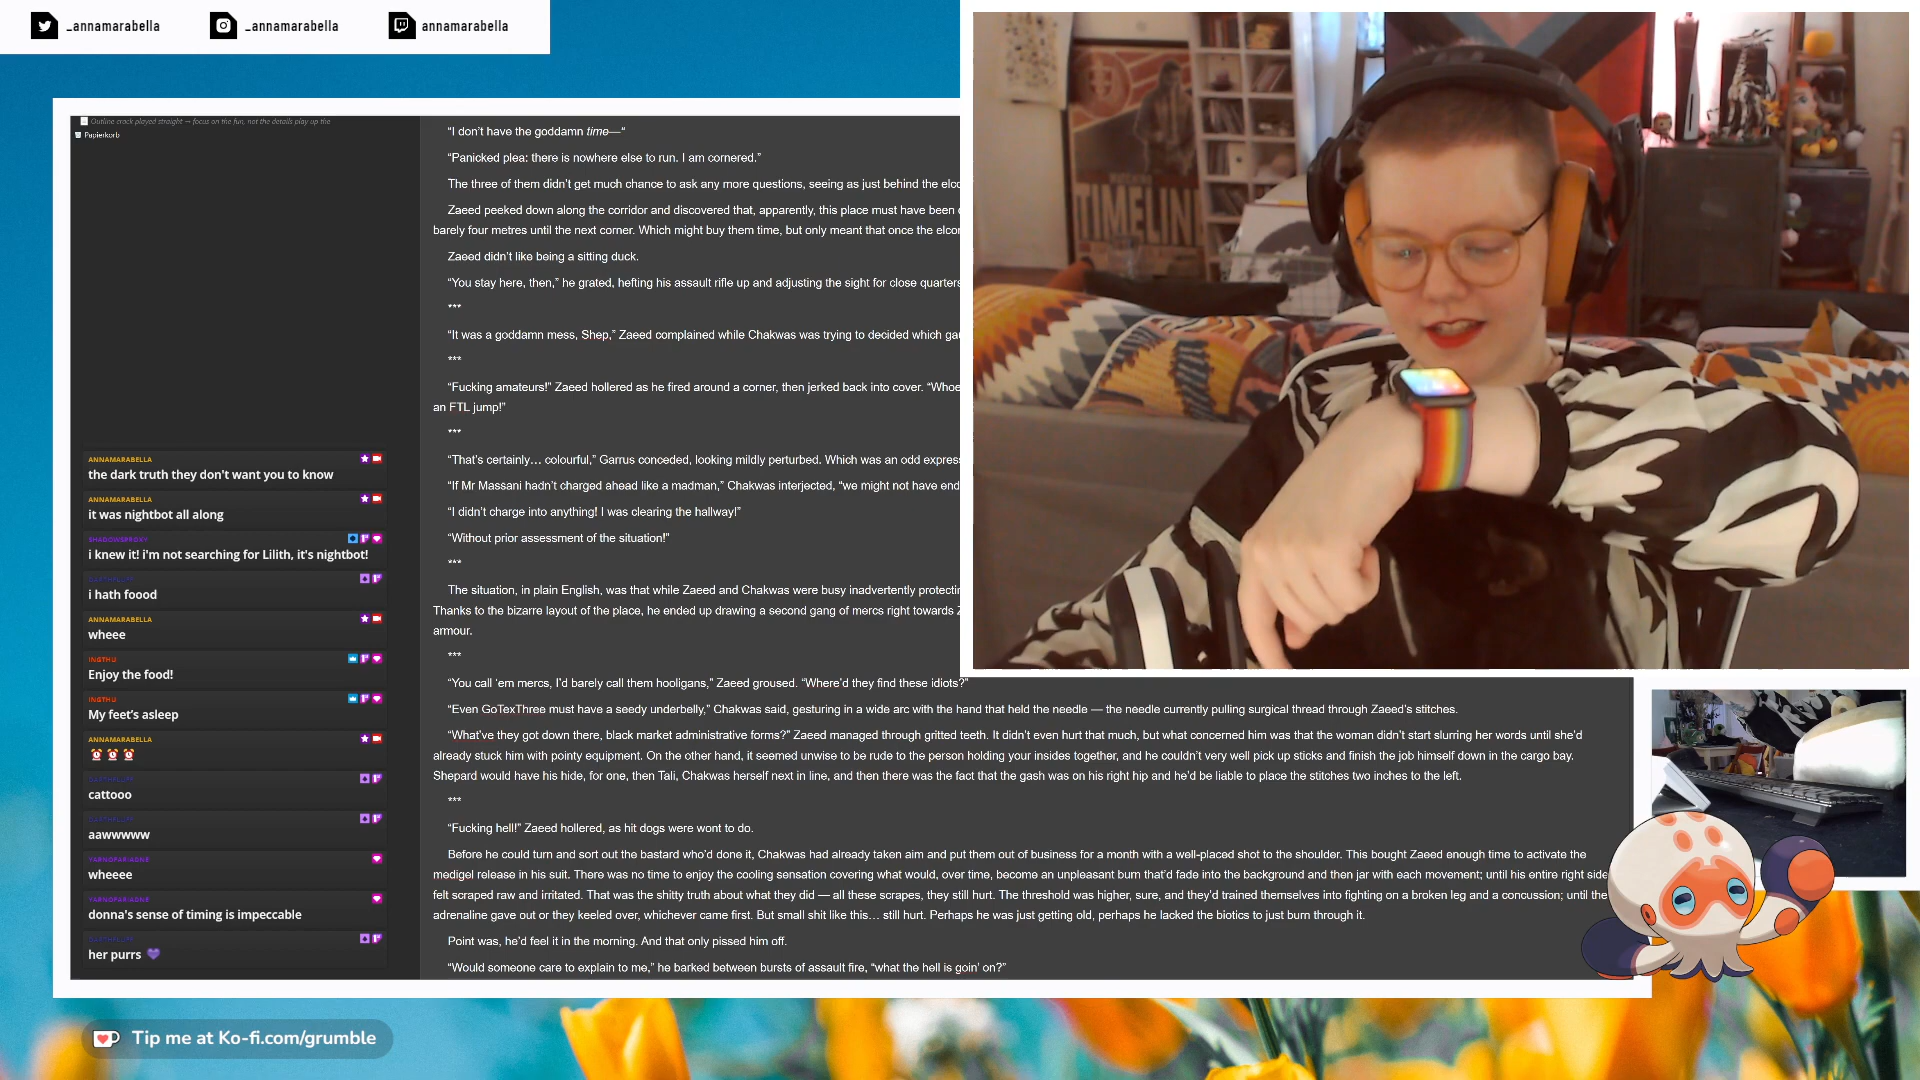 _annamarabella
_annamarabella
annamarabella
Outline crack played straight — focus on the fun, not the details play up the
Papierkorb
“I don’t have the goddamn time—“
“Panicked plea: there is nowhere else to run. I am cornered.”
The three of them didn’t get much chance to ask any more questions, seeing as just behind the elco
Zaeed peeked down along the corridor and discovered that, apparently, this place must have been
barely four metres until the next corner. Which might buy them time, but only meant that once the elcor
Zaeed didn’t like being a sitting duck.
“You stay here, then,” he grated, hefting his assault rifle up and adjusting the sight for close quarters
***
“It was a goddamn mess, Shep,” Zaeed complained while Chakwas was trying to decided which gau
***
“Fucking amateurs!” Zaeed hollered as he fired around a corner, then jerked back into cover. “Whoe
an FTL jump!”
***
“That’s certainly… colourful,” Garrus conceded, looking mildly perturbed. Which was an odd express
“If Mr Massani hadn’t charged ahead like a madman,” Chakwas interjected, “we might not have end
“I didn’t charge into anything! I was clearing the hallway!”
“Without prior assessment of the situation!”
***
The situation, in plain English, was that while Zaeed and Chakwas were busy inadvertently protectin
Thanks to the bizarre layout of the place, he ended up drawing a second gang of mercs right towards Z
armour.
***
“You call ‘em mercs, I’d barely call them hooligans,” Zaeed groused. “Where’d they find these idiots?”
“Even GoTexThree must have a seedy underbelly,” Chakwas said, gesturing in a wide arc with the hand that held the needle — the needle currently pulling surgical thread through Zaeed’s stitches.
“What’ve they got down there, black market administrative forms?” Zaeed managed through gritted teeth. It didn’t even hurt that much, but what concerned him was that the woman didn’t start slurring her words until she’d
already stuck him with pointy equipment. On the other hand, it seemed unwise to be rude to the person holding your insides together, and he couldn’t very well pick up sticks and finish the job himself down in the cargo bay.
Shepard would have his hide, for one, then Tali, Chakwas herself next in line, and then there was the fact that the gash was on his right hip and he’d be liable to place the stitches two inches to the left.
***
“Fucking hell!” Zaeed hollered, as hit dogs were wont to do.
Before he could turn and sort out the bastard who’d done it, Chakwas had already taken aim and put them out of business for a month with a well-placed shot to the shoulder. This bought Zaeed enough time to activate the
medigel release in his suit. There was no time to enjoy the cooling sensation covering what would, over time, become an unpleasant burn that’d fade into the background and then jar with each movement; until his entire right side
felt scraped raw and irritated. That was the shitty truth about what they did — all these scrapes, they still hurt. The threshold was higher, sure, and they’d trained themselves into fighting on a broken leg and a concussion; until the
adrenaline gave out or they keeled over, whichever came first. But small shit like this… still hurt. Perhaps he was just getting old, perhaps he lacked the biotics to just burn through it.
Point was, he’d feel it in the morning. And that only pissed him off.
“Would someone care to explain to me,” he barked between bursts of assault fire, “what the hell is goin’ on?”
ANNAMARABELLA
the dark truth they don't want you to know
ANNAMARABELLA
it was nightbot all along
SHADOWSPROXY
i knew it! i'm not searching for Lilith, it's nightbot!
i hath foood
ANNAMARABELLA
wheee
INGTHU
Enjoy the food!
INGTHU
My feet’s asleep
ANNAMARABELLA
⏰ ⏰ ⏰
cattooo
aawwwww
YARNOFARIADNE
wheeee
YARNOFARIADNE
donna's sense of timing is impeccable
her purrs 💜
TIMELINE
Tip me at Ko-fi.com/grumble